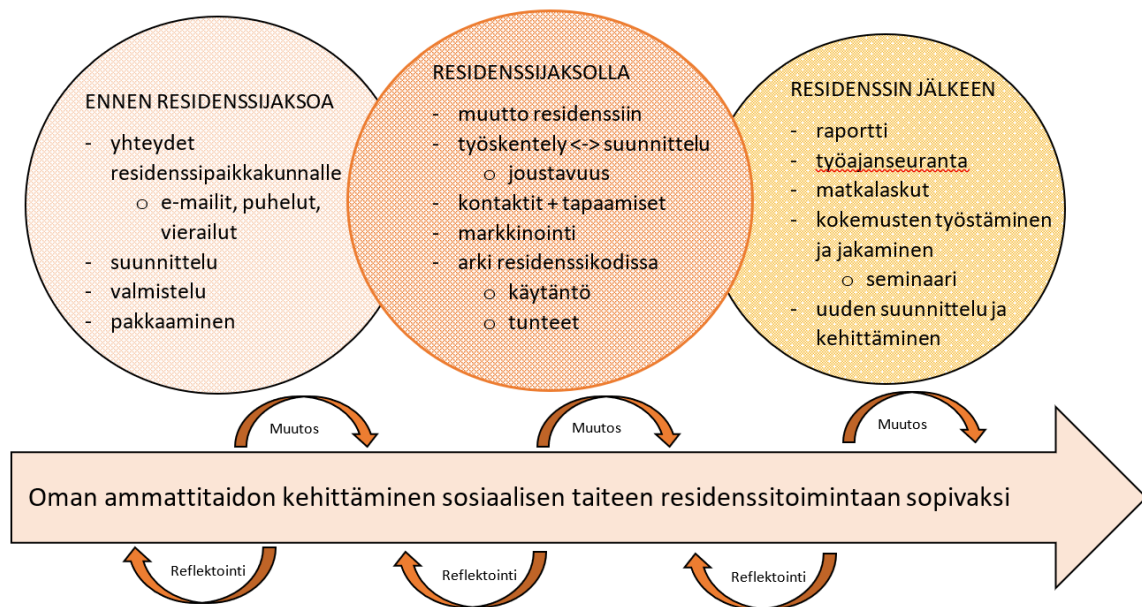 ENNEN RESIDENSSIJAKSOA
- yhteydet
residenssipaikkakunnalle
o e-mailit, puhelut,
vierailut
- suunnittelu
- valmistelu
- pakkaaminen
RESIDENSSIJAKSOLLA
- muutto residenssiin
- työskentely <-> suunnittelu
o joustavuus
- kontaktit + tapaamiset
- markkinointi
- arki residenssikodissa
o käytäntö
o tunteet
RESIDENSSIN JÄLKEEN
- raportti
- työajanseuranta
- matkalaskut
- kokemusten työstäminen
ja jakaminen
o seminaari
- uuden suunnittelu ja
kehittäminen
Muutos
Muutos
Muutos
Oman ammattitaidon kehittäminen sosiaalisen taiteen residenssitoimintaan sopivaksi
Reflektointi
Reflektointi
Reflektointi